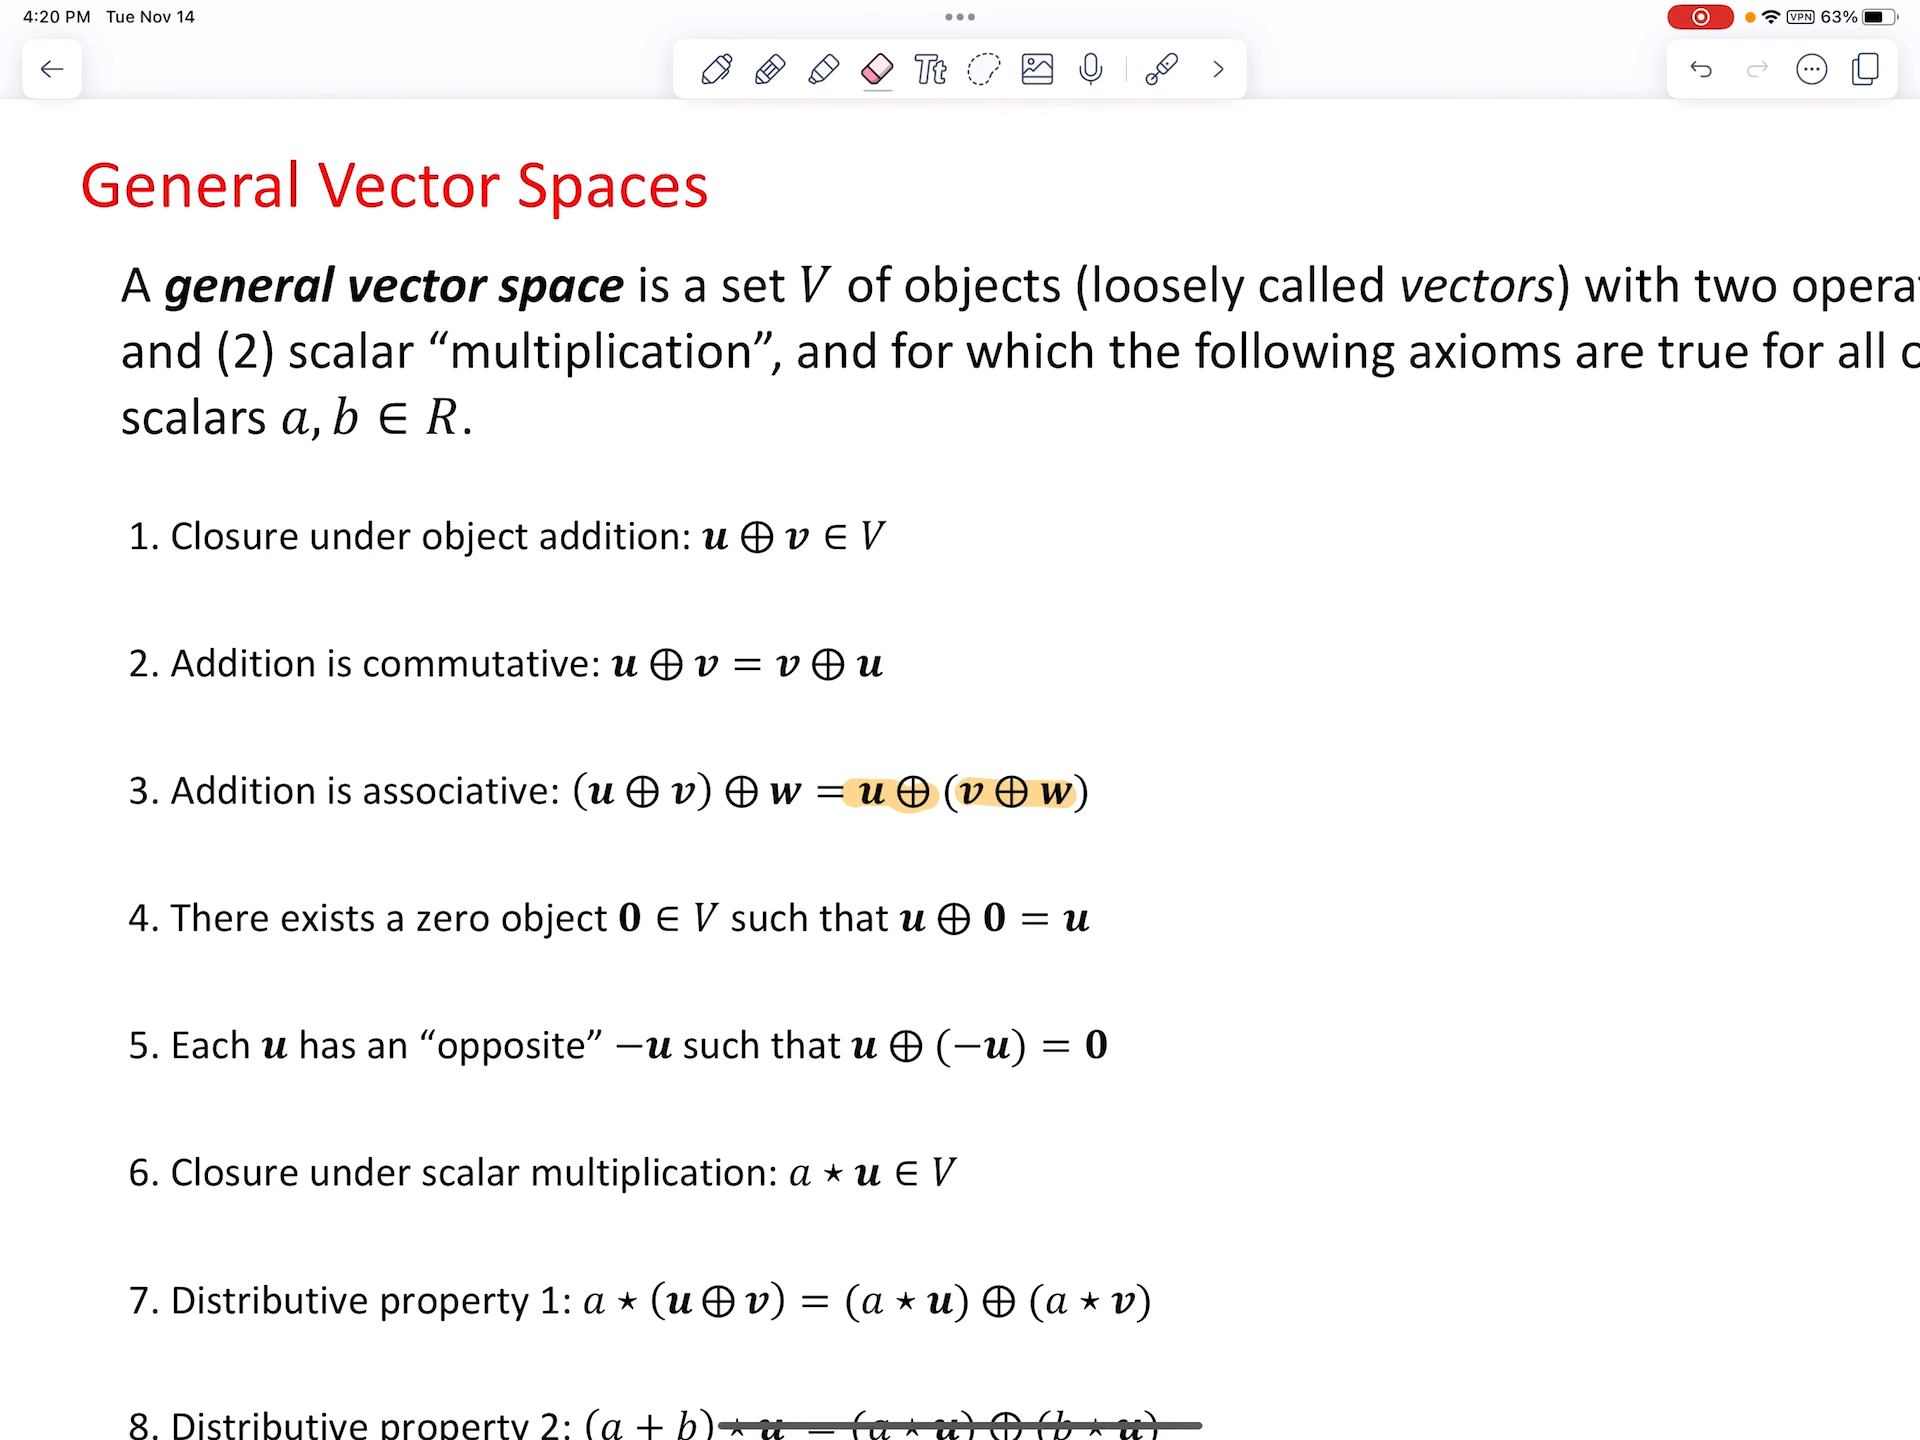 4:20 PM Tue Nov 14
VPN 63%
Tt
General Vector Spaces
A general vector space is a set V of objects (loosely called vectors) with two opera
and (2) scalar “multiplication”, and for which the following axioms are true for all
scalars a, b ∈ R.
1. Closure under object addition: u ⊕ v ∈ V
2. Addition is commutative: u ⊕ v = v ⊕ u
3. Addition is associative: (u ⊕ v) ⊕ w = u ⊕ (v ⊕ w)
4. There exists a zero object 0 ∈ V such that u ⊕ 0 = u
5. Each u has an “opposite” −u such that u ⊕ (−u) = 0
6. Closure under scalar multiplication: a ⋆ u ∈ V
7. Distributive property 1: a ⋆ (u ⊕ v) = (a ⋆ u) ⊕ (a ⋆ v)
8. Distributive property 2: (a + b) ⋆ u = (a ⋆ u) ⊕ (b ⋆ u)